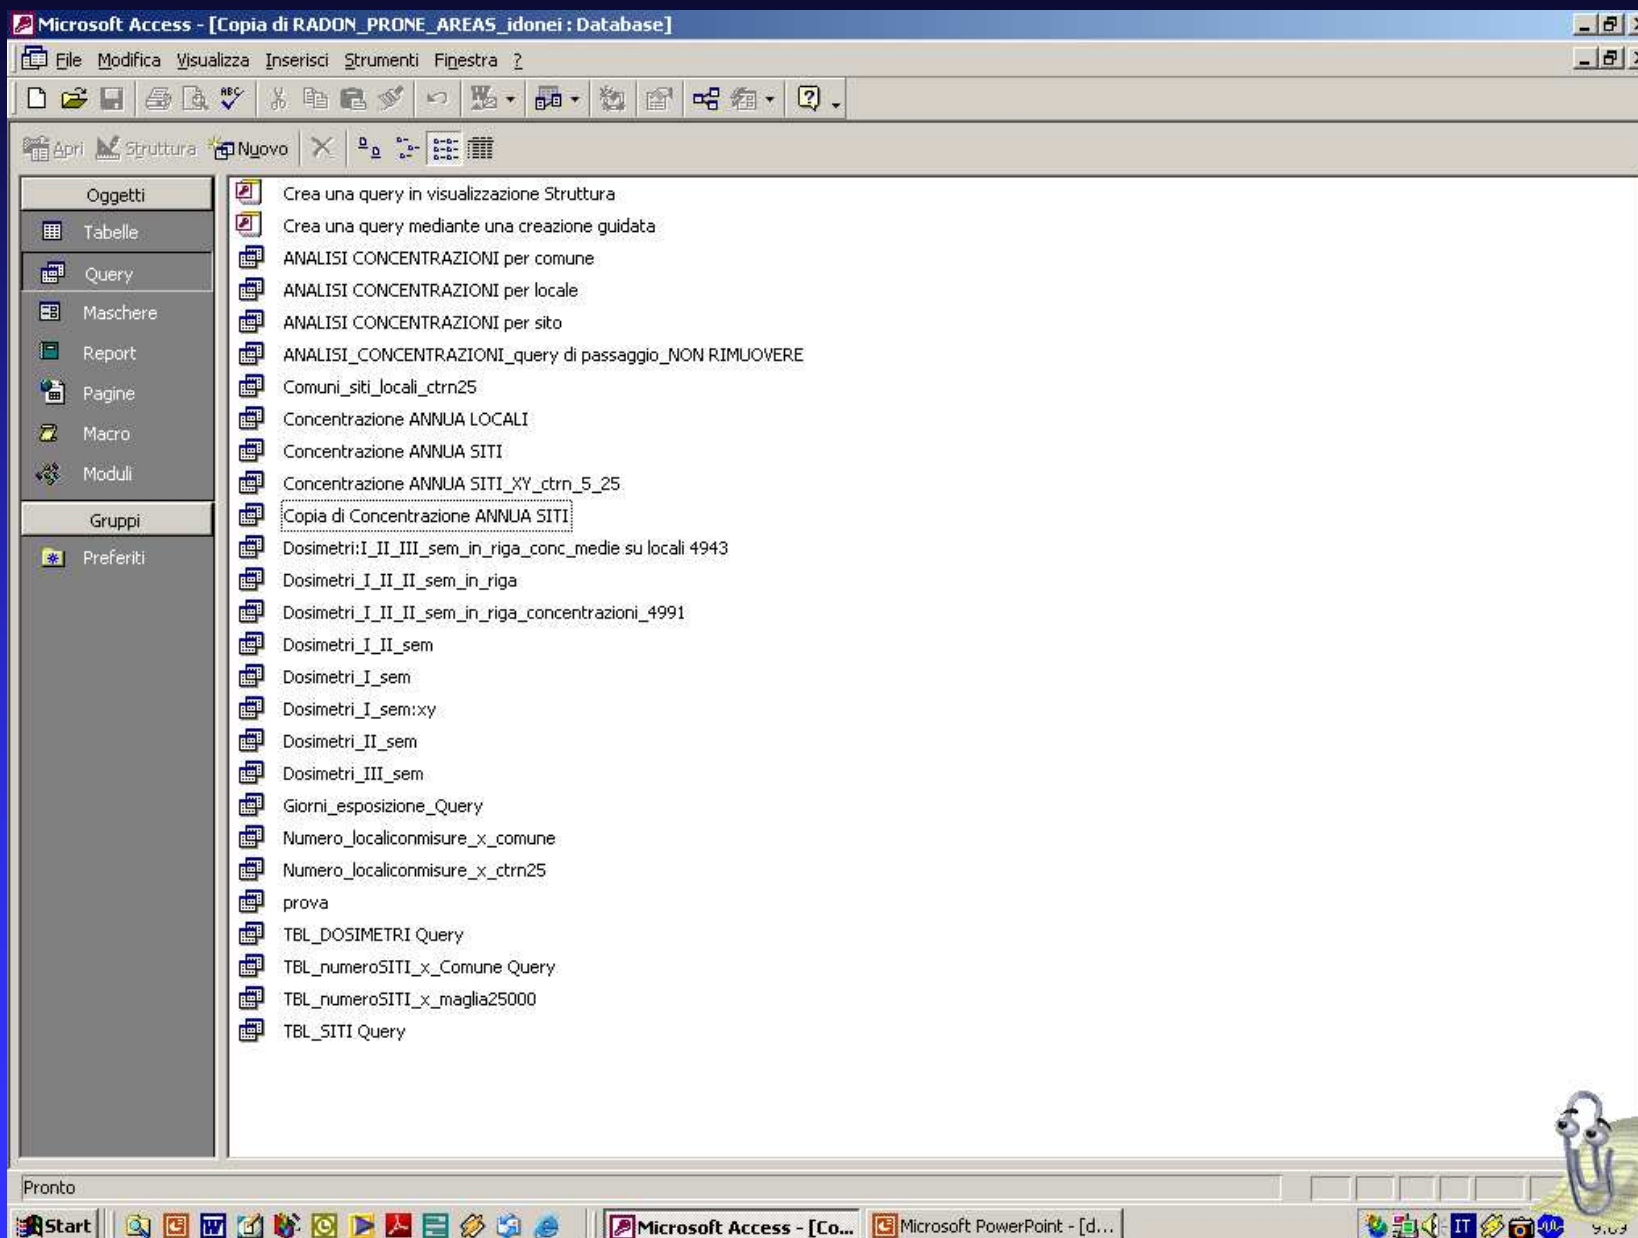 Microsoft Access - [Copia di RADON_PRONE_AREAS_idonei : Database]
File Modifica Visualizza Inserisci Strumenti Finestra ?
Apri Struttura Nuovo
Oggetti
Tabelle
Query
Maschere
Report
Pagine
Macro
Moduli
Gruppi
Preferiti
Crea una query in visualizzazione Struttura
Crea una query mediante una creazione guidata
ANALISI CONCENTRAZIONI per comune
ANALISI CONCENTRAZIONI per locale
ANALISI CONCENTRAZIONI per sito
ANALISI_CONCENTRAZIONI_query di passaggio_NON RIMUOVERE
Comuni_siti_locali_ctrn25
Concentrazione ANNUA LOCALI
Concentrazione ANNUA SITI
Concentrazione ANNUA SITI_XY_ctrn_5_25
Copia di Concentrazione ANNUA SITI
Dosimetri:I_II_III_sem_in_riga_conc_medie su locali 4943
Dosimetri_I_II_II_sem_in_riga
Dosimetri_I_II_II_sem_in_riga_concentrazioni_4991
Dosimetri_I_II_sem
Dosimetri_I_sem
Dosimetri_I_sem:xy
Dosimetri_II_sem
Dosimetri_III_sem
Giorni_esposizione_Query
Numero_localiconmisure_x_comune
Numero_localiconmisure_x_ctrn25
prova
TBL_DOSIMETRI Query
TBL_numeroSITI_x_Comune Query
TBL_numeroSITI_x_maglia25000
TBL_SITI Query
Pronto
Start Microsoft Access - [Co... Microsoft PowerPoint - [d... IT